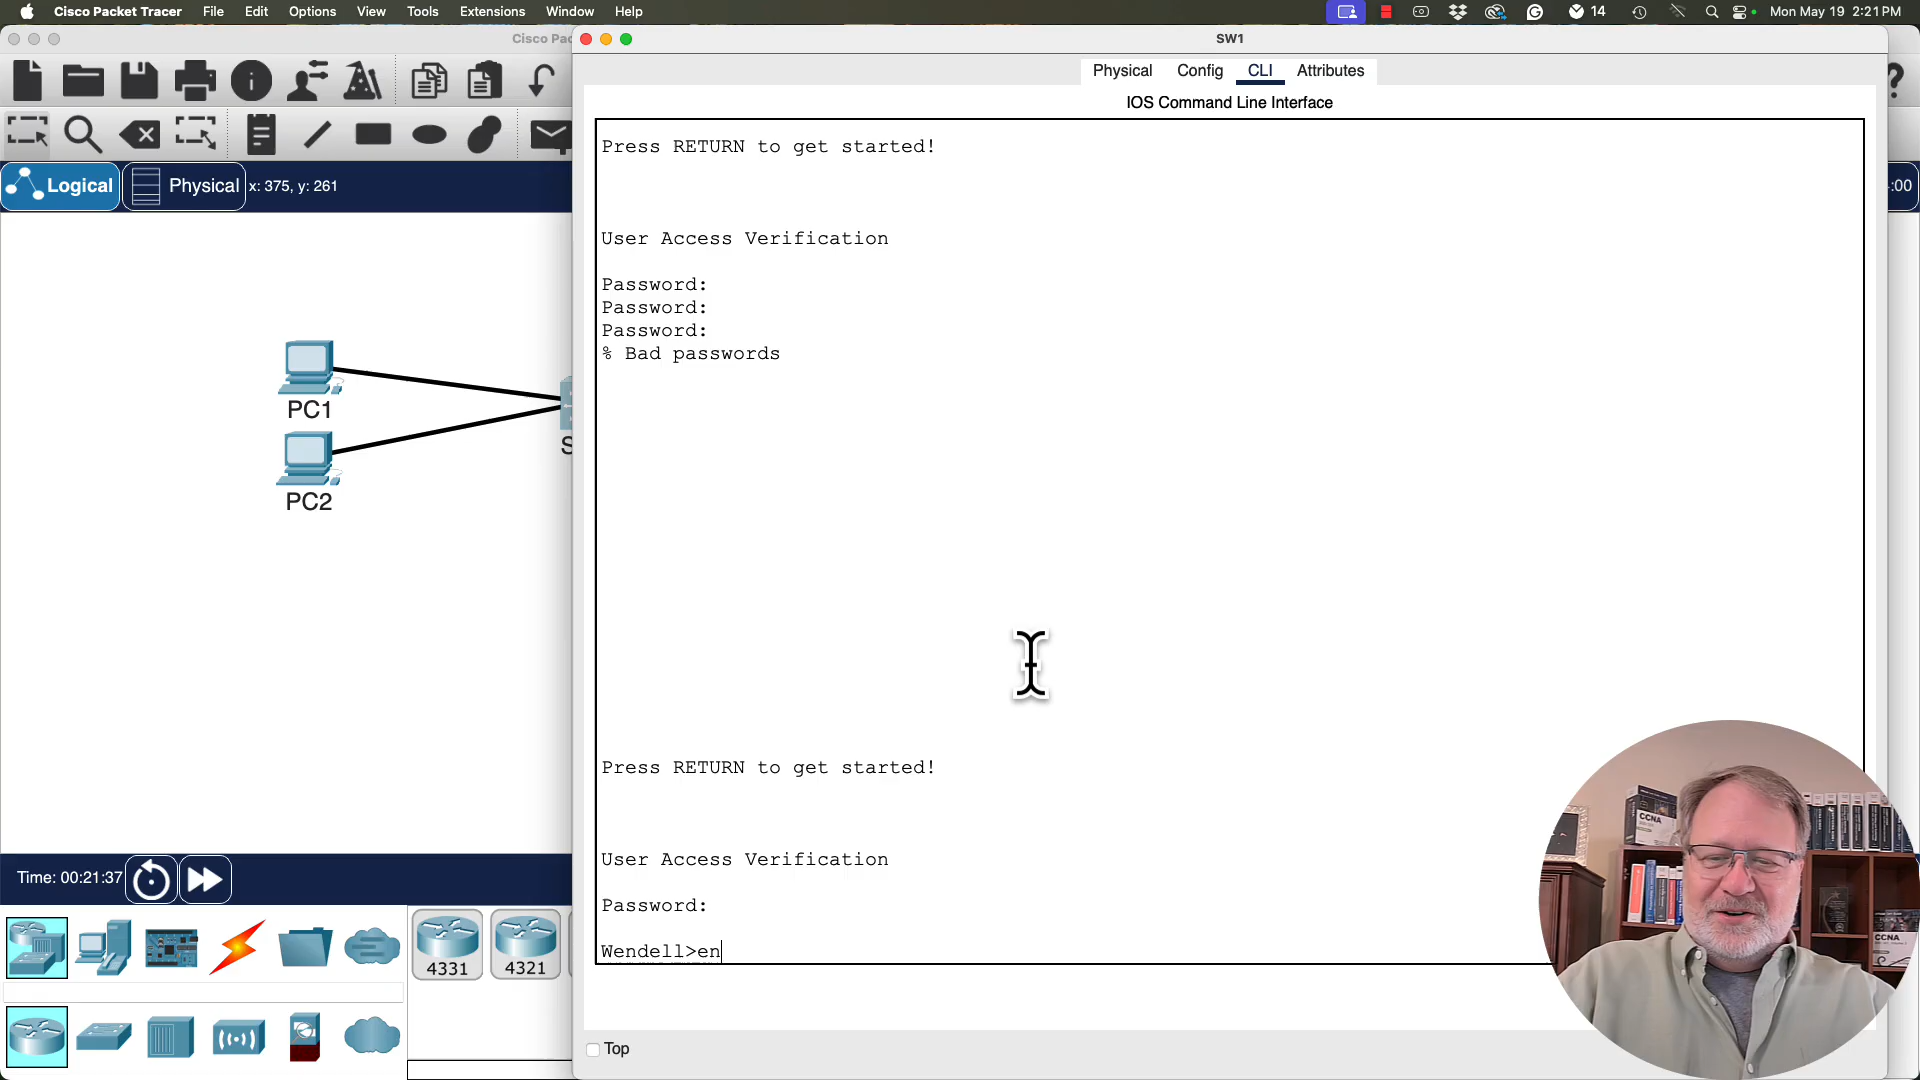 Cisco Packet Tracer File Edit Options View Tools Extensions Window Help 14 Mon May 19 2:21 PM
Cisco Pac
SW1
Physical Config CLI Attributes
IOS Command Line Interface
Logical Physical x: 375, y: 261
:00
Press RETURN to get started!
User Access Verification
Password:
Password:
Password:
% Bad passwords
PC1
S
PC2
Press RETURN to get started!
User Access Verification
Password:
Wendell>en
Time: 00:21:37
4331 4321
Top
CCNA
CCNA